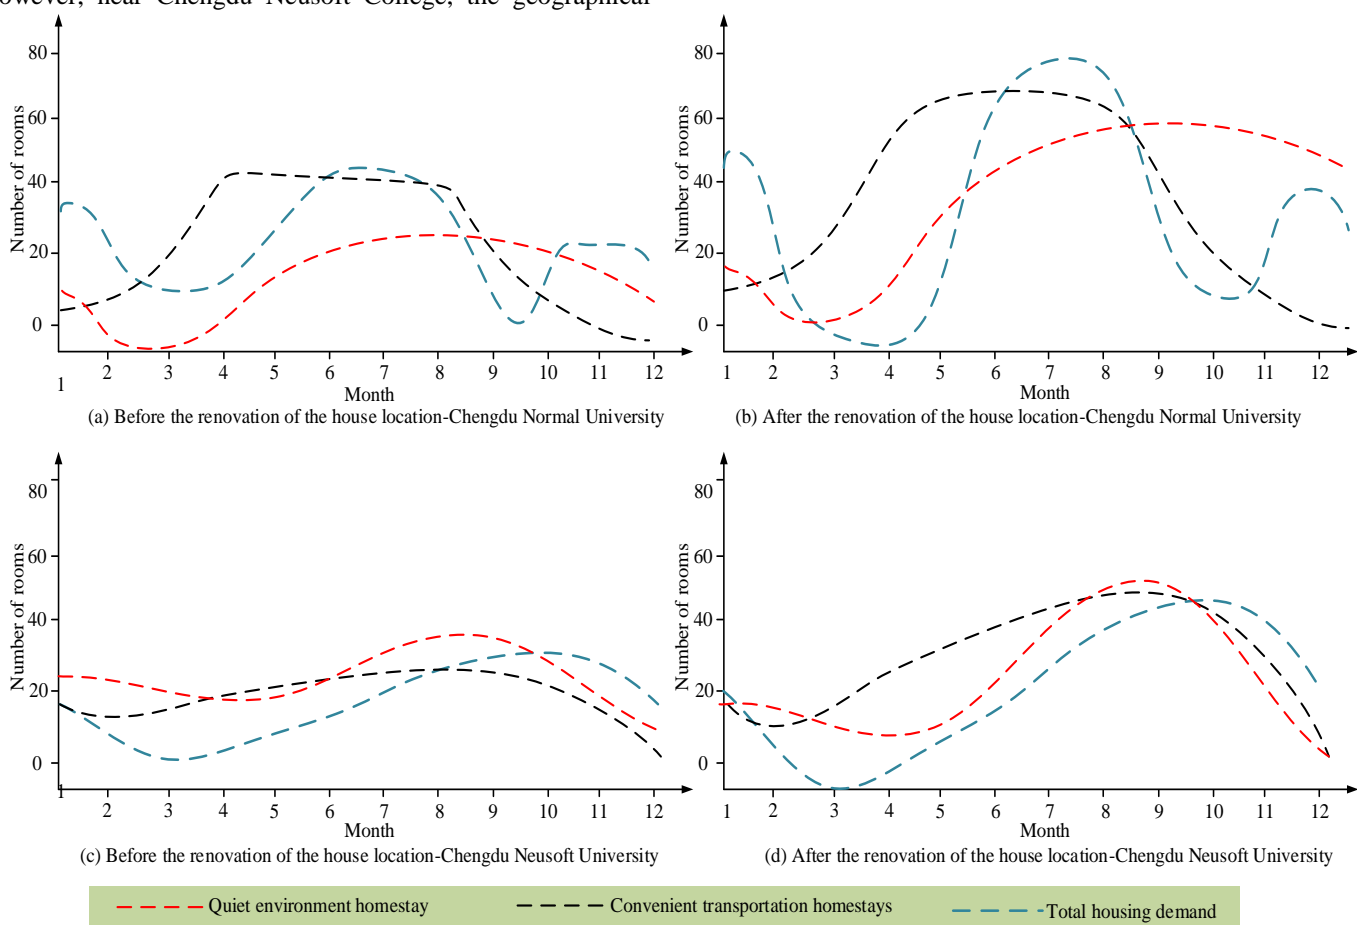 however, near Chengdu Neusoft College, the geographical
80
60
40
20
0
Number of rooms
1 2 3 4 5 6 7 8 9 10 11 12
Month
(a) Before the renovation of the house location-Chengdu Normal University
80
60
40
20
0
Number of rooms
1 2 3 4 5 6 7 8 9 10 11 12
Month
(b) After the renovation of the house location-Chengdu Normal University
80
60
40
20
0
Number of rooms
1 2 3 4 5 6 7 8 9 10 11 12
Month
(c) Before the renovation of the house location-Chengdu Neusoft University
80
60
40
20
0
Number of rooms
1 2 3 4 5 6 7 8 9 10 11 12
Month
(d) After the renovation of the house location-Chengdu Neusoft University
Quiet environment homestay Convenient transportation homestays Total housing demand